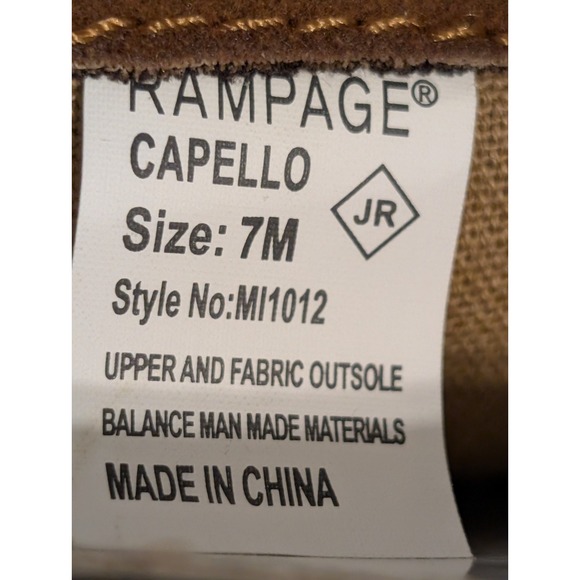 RAMPAGE®
CAPELLO
JR
Size: 7M
Style No:MI1012
UPPER AND FABRIC OUTSOLE
BALANCE MAN MADE MATERIALS
MADE IN CHINA